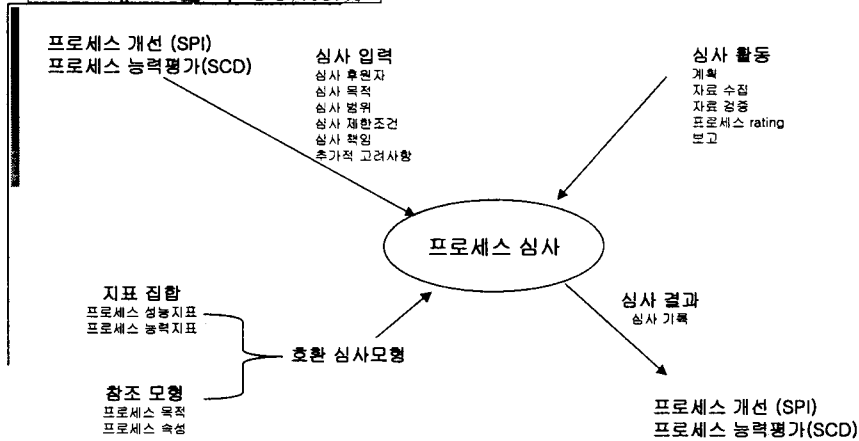 프로세스 개선 (SPI)
프로세스 능력평가(SCD)
심사 입력
심사 후원자
심사 목적
심사 범위
심사 제한조건
심사 책임
추가적 고려사항
심사 활동
계획
자료 수집
자료 검증
프로세스 rating
보고
프로세스 심사
지표 집합
프로세스 성능지표
프로세스 능력지표
호환 심사모형
참조 모형
프로세스 목적
프로세스 속성
심사 결과
심사 기록
프로세스 개선 (SPI)
프로세스 능력평가(SCD)